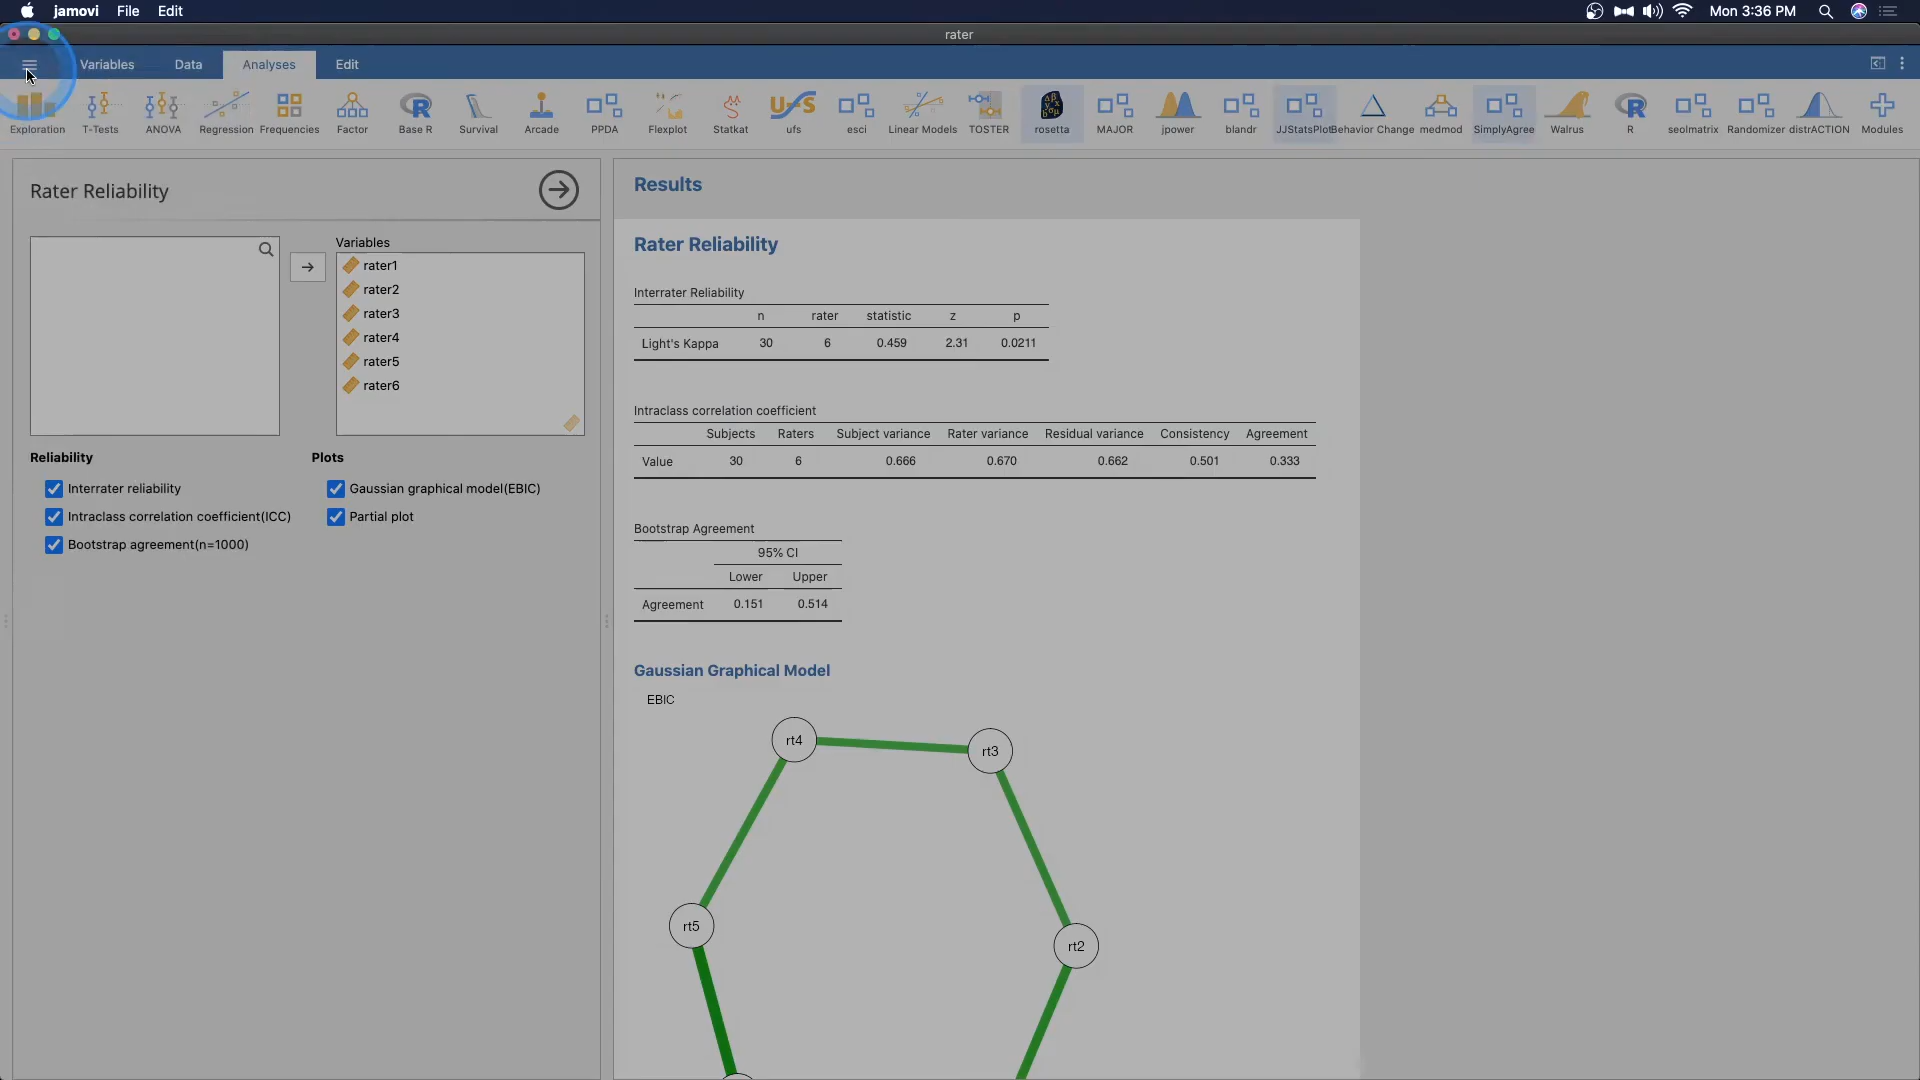 jamovi File Edit Mon 3:36 PM
rater
Variables Data Analyses Edit
Exploration T-Tests ANOVA Regression Frequencies Factor Base R Survival Arcade PPDA Flexplot Statkat ufs esci Linear Models TOSTER rosetta MAJOR jpower blandr JJStatsPlot Behavior Change medmod SimplyAgree Walrus R seolmatrix Randomizer distrACTION Modules
Rater Reliability
Variables
rater1
rater2
rater3
rater4
rater5
rater6
Reliability
Interrater reliability
Intraclass correlation coefficient(ICC)
Bootstrap agreement(n=1000)
Plots
Gaussian graphical model(EBIC)
Partial plot
Results
Rater Reliability
Interrater Reliability
n rater statistic z p
Light's Kappa 30 6 0.459 2.31 0.0211
Intraclass correlation coefficient
Subjects Raters Subject variance Rater variance Residual variance Consistency Agreement
Value 30 6 0.666 0.670 0.662 0.501 0.333
Bootstrap Agreement
95% CI
Lower Upper
Agreement 0.151 0.514
Gaussian Graphical Model
EBIC
rt4
rt3
rt5
rt2